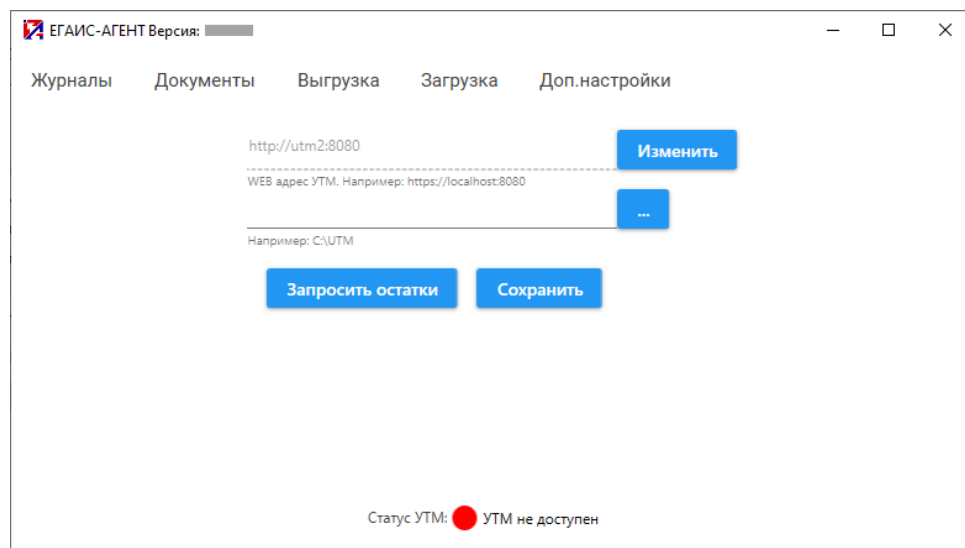 ЕГАИС-АГЕНТ Версия:
Журналы Документы Выгрузка Загрузка Доп.настройки
http://utm2:8080 Изменить
WEB адрес УТМ. Например: https://localhost:8080
...
Например: C:\UTM
Запросить остатки Сохранить
Статус УТМ: УТМ не доступен